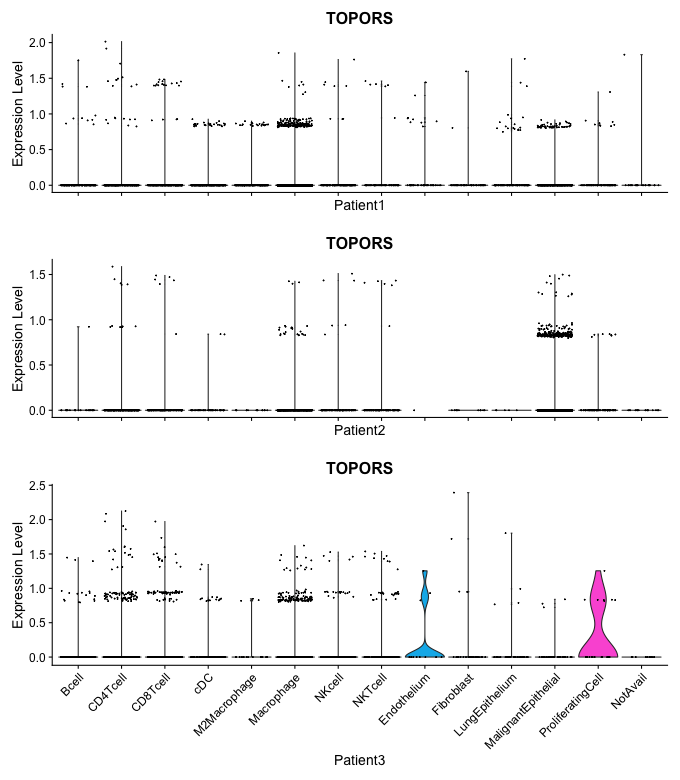 TOPORS
2.0
1.5
1.0
0.5
0.0
Expression Level
Patient1
TOPORS
1.5
1.0
0.5
0.0
Expression Level
Patient2
TOPORS
2.5
2.0
1.5
1.0
0.5
0.0
Expression Level
Bcell
CD4Tcell
CD8Tcell
cDC
M2Macrophage
Macrophage
NKcell
NKTcell
Endothelium
Fibroblast
LungEpithelium
MalignantEpithelial
ProliferatingCell
NotAvail
Patient3